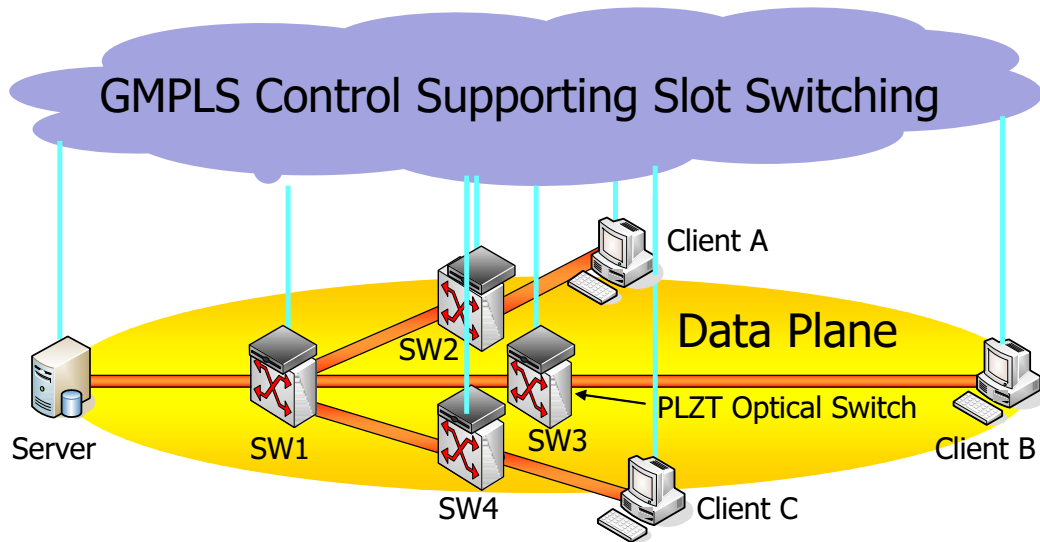 GMPLS Control Supporting Slot Switching
Client A
Data Plane
SW2
PLZT Optical Switch
Server
SW1
SW3
Client B
SW4
Client C